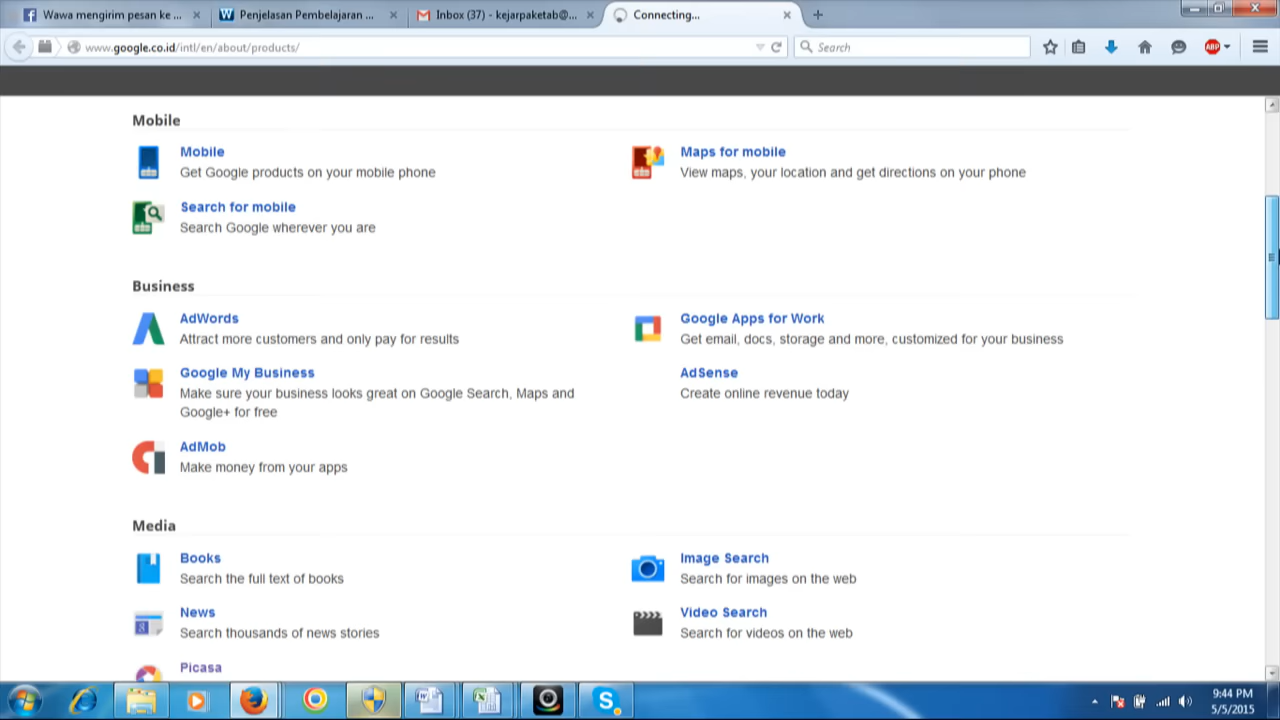 Wawa mengirim pesan ke ...
Penjelasan Pembelajaran ...
Inbox (37) - kejarpaketab@...
Connecting...
www.google.co.id/intl/en/about/products/
Search
ABP
Mobile
Mobile
Get Google products on your mobile phone
Maps for mobile
View maps, your location and get directions on your phone
Search for mobile
Search Google wherever you are
Business
AdWords
Attract more customers and only pay for results
Google Apps for Work
Get email, docs, storage and more, customized for your business
Google My Business
Make sure your business looks great on Google Search, Maps and
Google+ for free
AdSense
Create online revenue today
AdMob
Make money from your apps
Media
Books
Search the full text of books
Image Search
Search for images on the web
News
Search thousands of news stories
Video Search
Search for videos on the web
Picasa
9:44 PM
5/5/2015